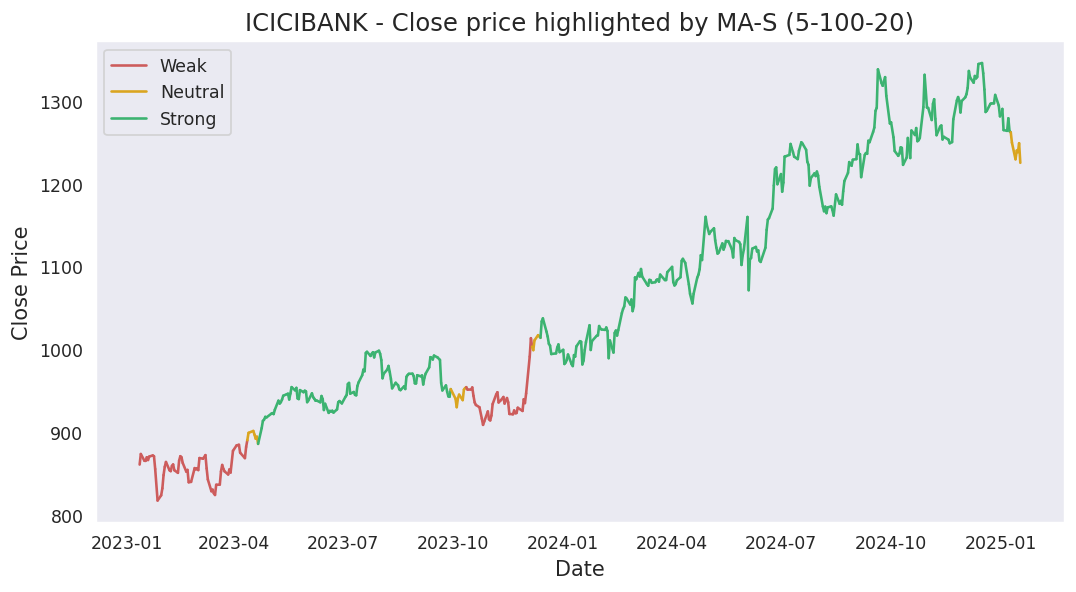 ICICIBANK - Close price highlighted by MA-S (5-100-20)
Weak
Neutral
Strong
1300
1200
1100
1000
900
800
Close Price
2023-01 2023-04 2023-07 2023-10 2024-01 2024-04 2024-07 2024-10 2025-01
Date